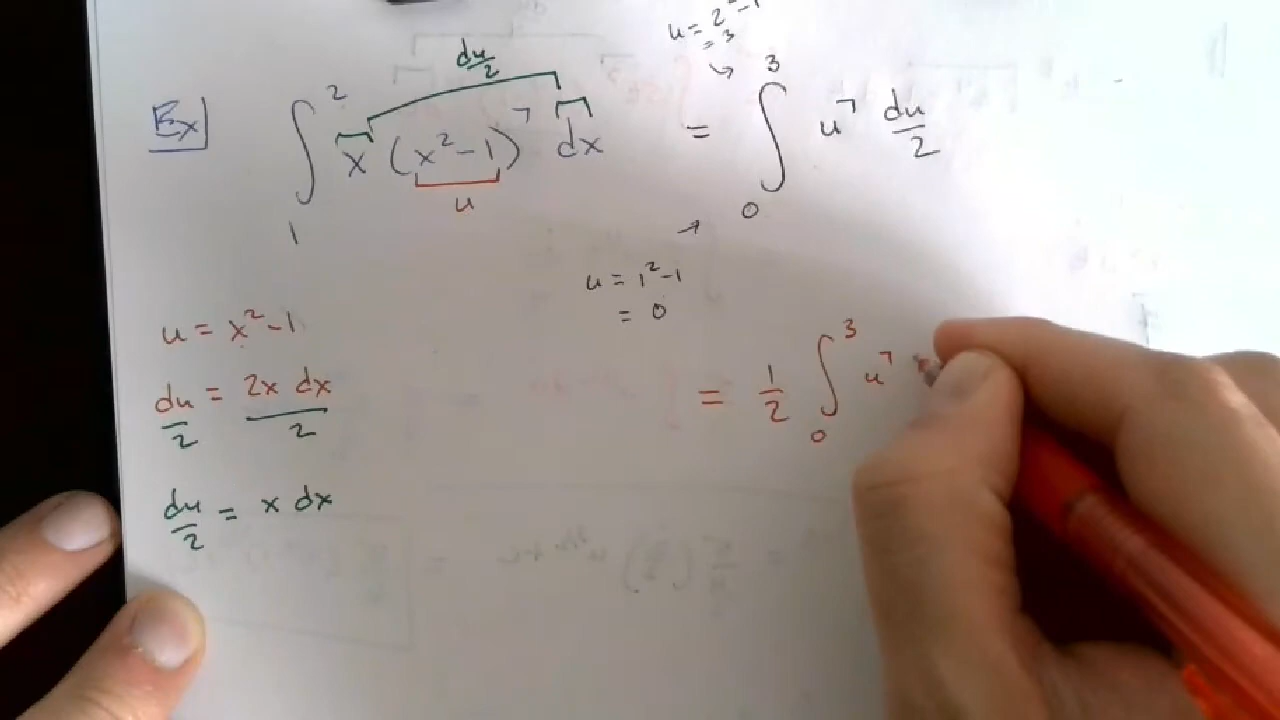 u = 2² - 1
= 3
Ex ∫₁² x (x² - 1)⁷ dx = ∫₀³ u⁷ du/2
du/2
u
u = 1² - 1
= 0
u = x² - 1
du/2 = 2x dx/2
du/2 = x dx
= 1/2 ∫₀³ u⁷